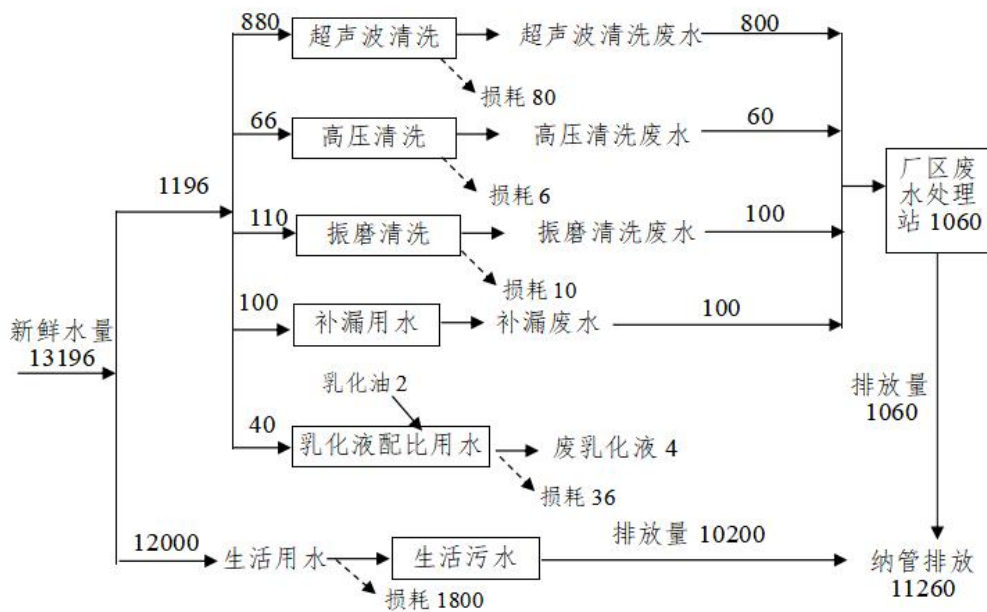 880
超声波清洗
超声波清洗废水
800
损耗 80
66
高压清洗
高压清洗废水
60
损耗 6
厂区废
水处理
站 1060
1196
110
振磨清洗
振磨清洗废水
100
损耗 10
100
补漏用水
补漏废水
100
新鲜水量
13196
乳化油 2
排放量
1060
40
乳化液配比用水
废乳化液 4
损耗 36
12000
生活用水
生活污水
排放量 10200
纳管排放
11260
损耗 1800